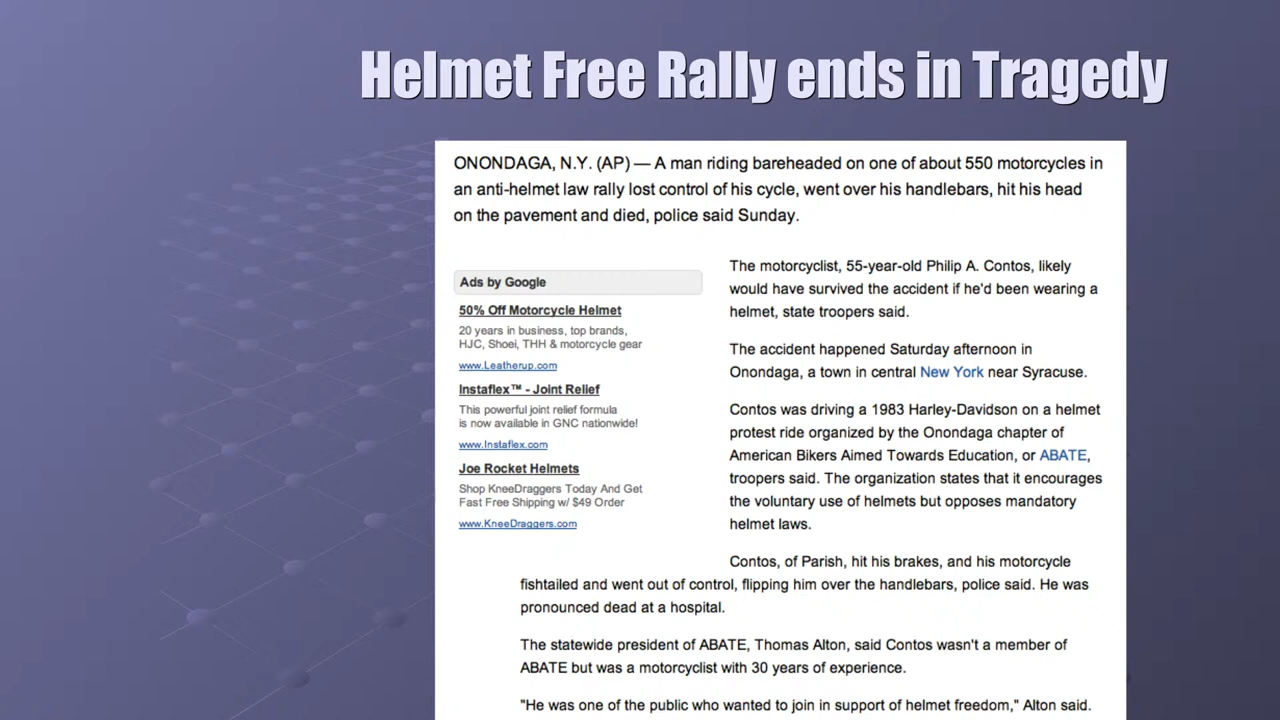 Helmet Free Rally ends in Tragedy
ONONDAGA, N.Y. (AP) — A man riding bareheaded on one of about 550 motorcycles in
an anti-helmet law rally lost control of his cycle, went over his handlebars, hit his head
on the pavement and died, police said Sunday.
Ads by Google
50% Off Motorcycle Helmet
20 years in business, top brands,
HJC, Shoei, THH & motorcycle gear
www.Leatherup.com
Instaflex™ - Joint Relief
This powerful joint relief formula
is now available in GNC nationwide!
www.Instaflex.com
Joe Rocket Helmets
Shop KneeDraggers Today And Get
Fast Free Shipping w/ $49 Order
www.KneeDraggers.com
The motorcyclist, 55-year-old Philip A. Contos, likely
would have survived the accident if he'd been wearing a
helmet, state troopers said.
The accident happened Saturday afternoon in
Onondaga, a town in central New York near Syracuse.
Contos was driving a 1983 Harley-Davidson on a helmet
protest ride organized by the Onondaga chapter of
American Bikers Aimed Towards Education, or ABATE,
troopers said. The organization states that it encourages
the voluntary use of helmets but opposes mandatory
helmet laws.
Contos, of Parish, hit his brakes, and his motorcycle
fishtailed and went out of control, flipping him over the handlebars, police said. He was
pronounced dead at a hospital.
The statewide president of ABATE, Thomas Alton, said Contos wasn't a member of
ABATE but was a motorcyclist with 30 years of experience.
"He was one of the public who wanted to join in support of helmet freedom," Alton said.